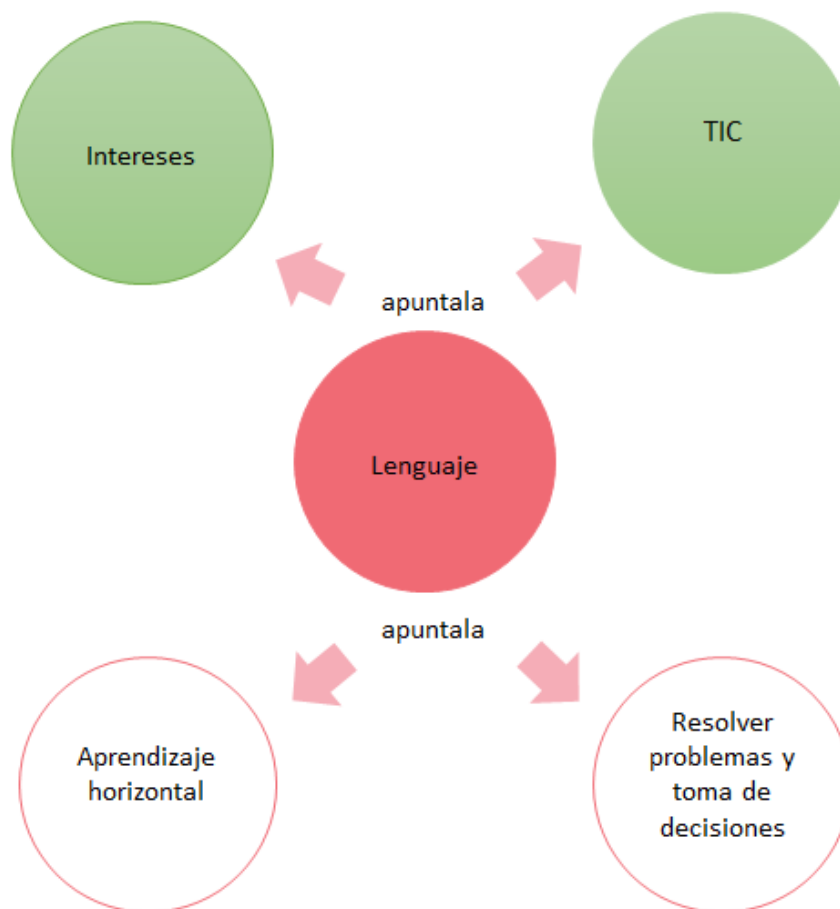 Intereses
TIC
apuntala
Lenguaje
apuntala
Aprendizaje
horizontal
Resolver
problemas y
toma de
decisiones